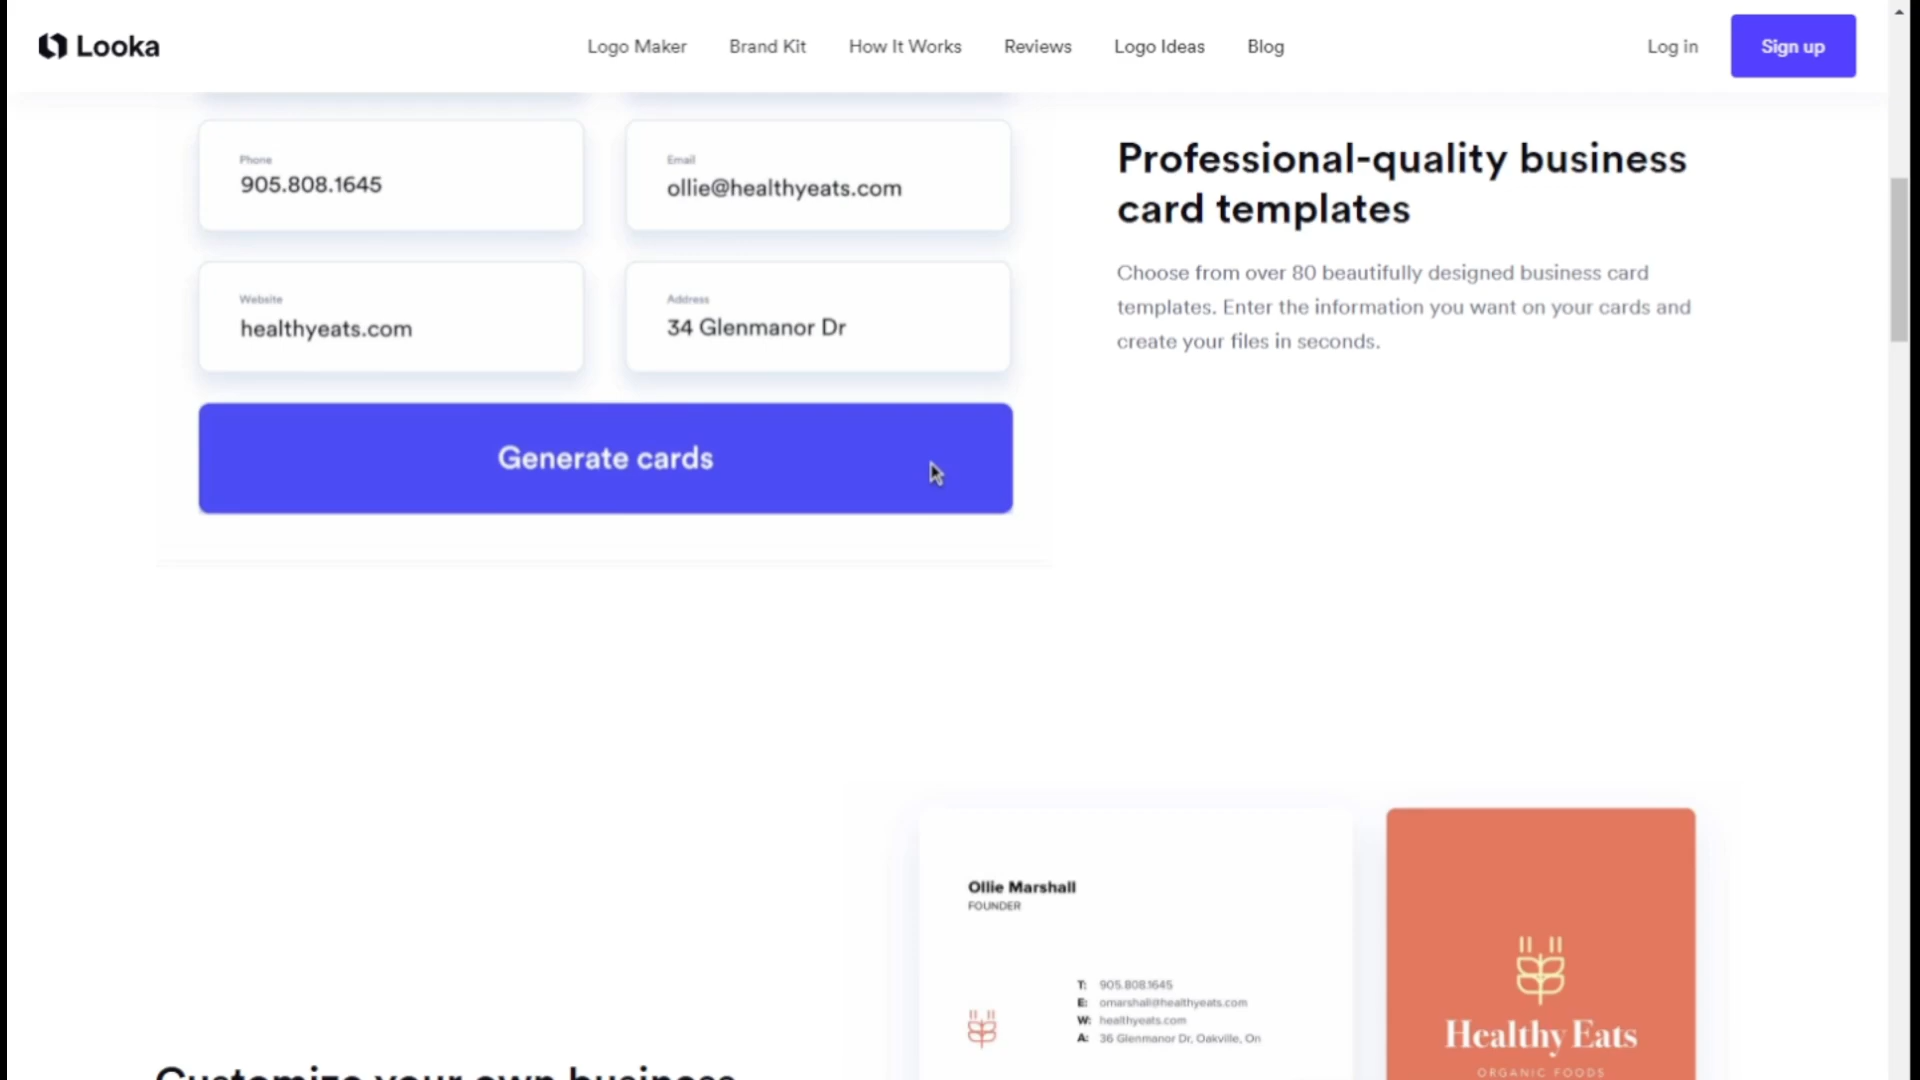 Looka
Logo Maker
Brand Kit
How It Works
Reviews
Logo Ideas
Blog
Log in
Sign up
Phone
905.808.1645
Email
ollie@healthyeats.com
Website
healthyeats.com
Address
34 Glenmanor Dr
Generate cards
Professional-quality business
card templates
Choose from over 80 beautifully designed business card
templates. Enter the information you want on your cards and
create your files in seconds.
Ollie Marshall
FOUNDER
T: 905.808.1645
E: omarshall@healthyeats.com
W: healthyeats.com
A: 36 Glenmanor Dr, Oakville, On
Healthy Eats
ORGANIC FOODS
Customize your own business